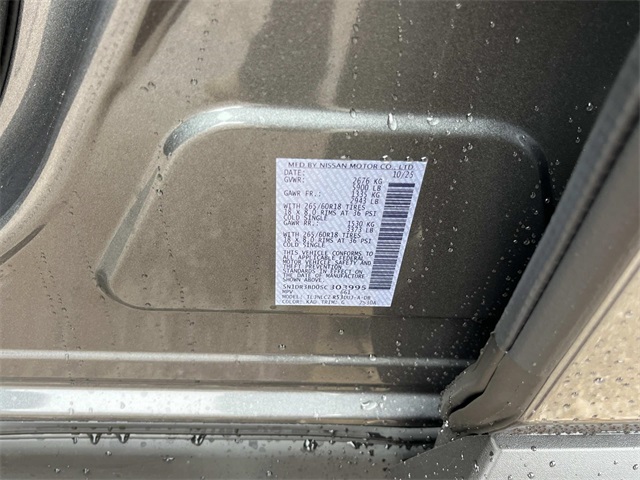 MFD BY NISSAN MOTOR CO., LTD
DATE: 10/25
GVWR: 2676 KG
5900 LB
GAWR FR.: 1335 KG
2943 LB
WITH 265/60R18 TIRES
18 X 8.0 RIMS AT 36 PSI
COLD SINGLE
GAWR RR.: 1530 KG
3373 LB
WITH 265/60R18 TIRES
18 X 8.0 RIMS AT 36 PSI
COLD SINGLE
THIS VEHICLE CONFORMS TO
ALL APPLICABLE FEDERAL
MOTOR VEHICLE SAFETY AND
THEFT PREVENTION
STANDARDS IN EFFECT ON
THE DATE OF MANUFACTURE
SHOWN ABOVE.
303995
MPV
COLOR: KAD TRIM: G